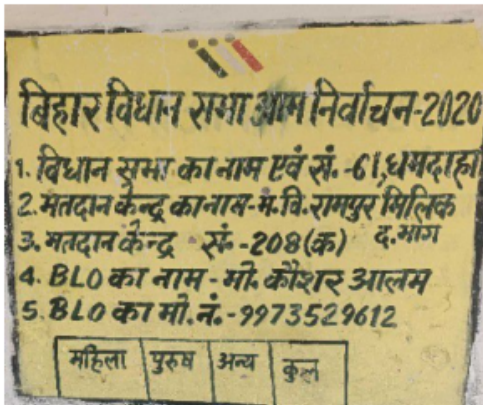 बिहार विधान सभा आम निर्वाचन-2020
1. विधान सभा का नाम एवं सं.-61,धमदाहा
2. मतदान केन्द्र का नाम-म.वि.रामपुर मिलिक
3. मतदान केन्द्र सं.-208(क) द.भाग
4. BLO का नाम-मो.कौशर आलम
5. BLO का मो.नं.-9973529612
महिला पुरुष अन्य कुल